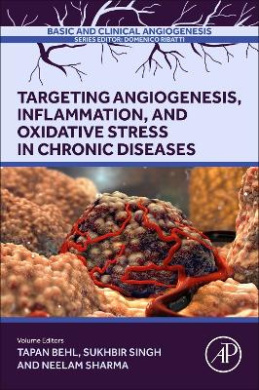 BASIC AND CLINICAL ANGIOGENESIS
SERIES EDITOR: DOMENICO RIBATTI
TARGETING ANGIOGENESIS,
INFLAMMATION, AND
OXIDATIVE STRESS
IN CHRONIC DISEASES
Volume Editors
TAPAN BEHL, SUKHBIR SINGH
AND NEELAM SHARMA
AP